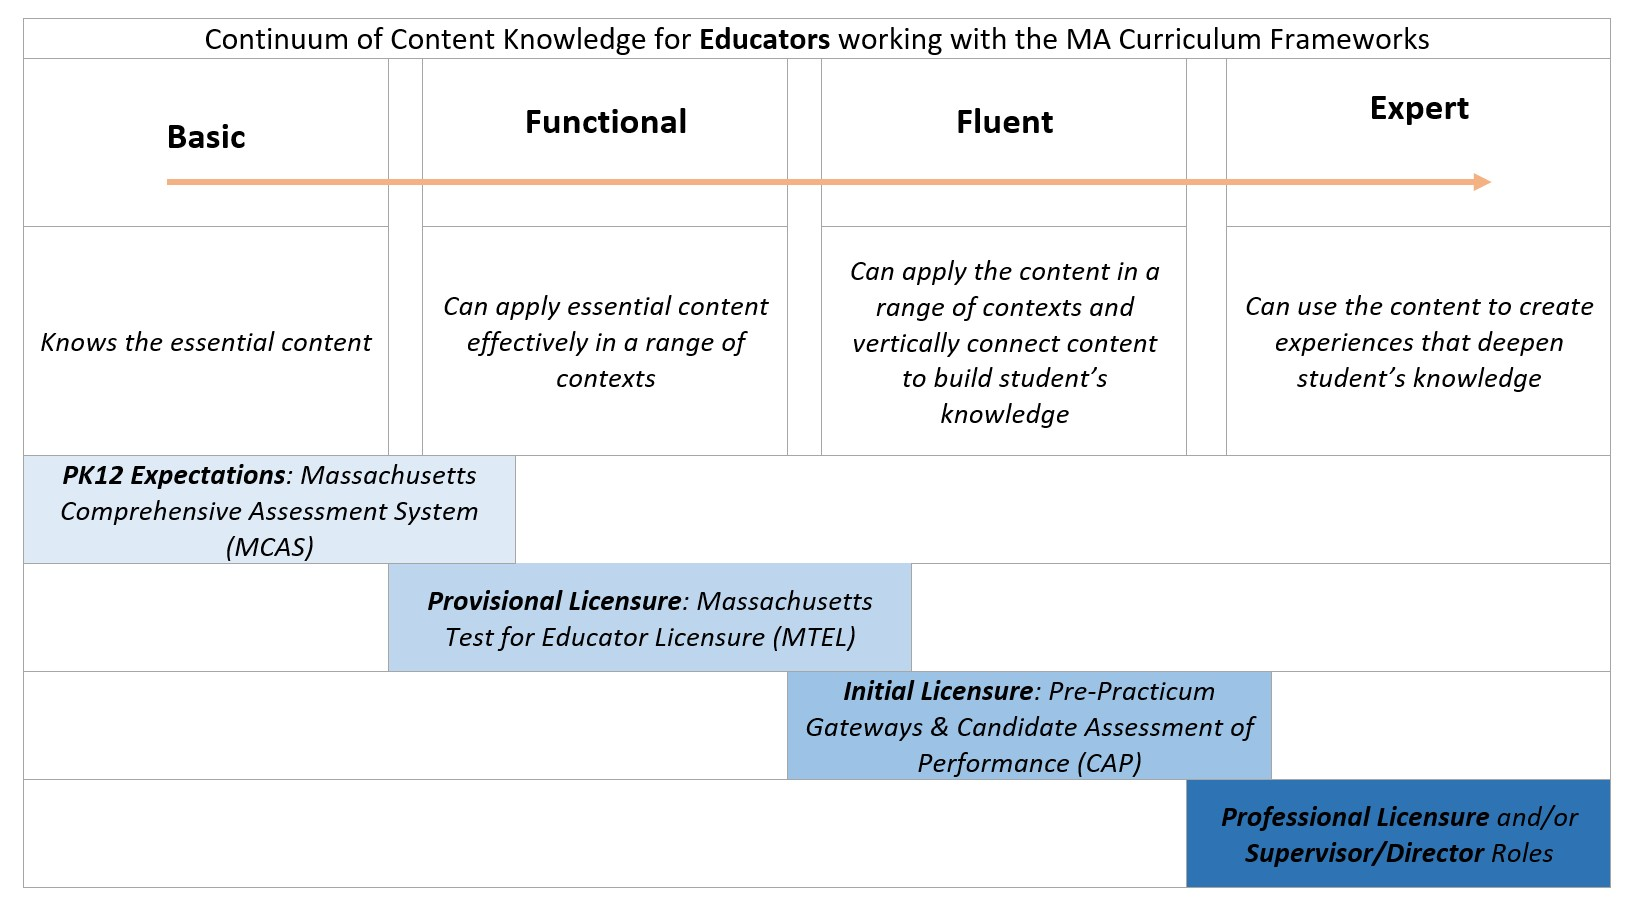 Continuum of Content Knowledge for Educators working with the MA Curriculum Frameworks
Basic
Functional
Fluent
Expert
Knows the essential content
Can apply essential content
effectively in a range of
contexts
Can apply the content in a
range of contexts and
vertically connect content
to build student’s
knowledge
Can use the content to create
experiences that deepen
student’s knowledge
PK12 Expectations: Massachusetts
Comprehensive Assessment System
(MCAS)
Provisional Licensure: Massachusetts
Test for Educator Licensure (MTEL)
Initial Licensure: Pre-Practicum
Gateways & Candidate Assessment of
Performance (CAP)
Professional Licensure and/or
Supervisor/Director Roles